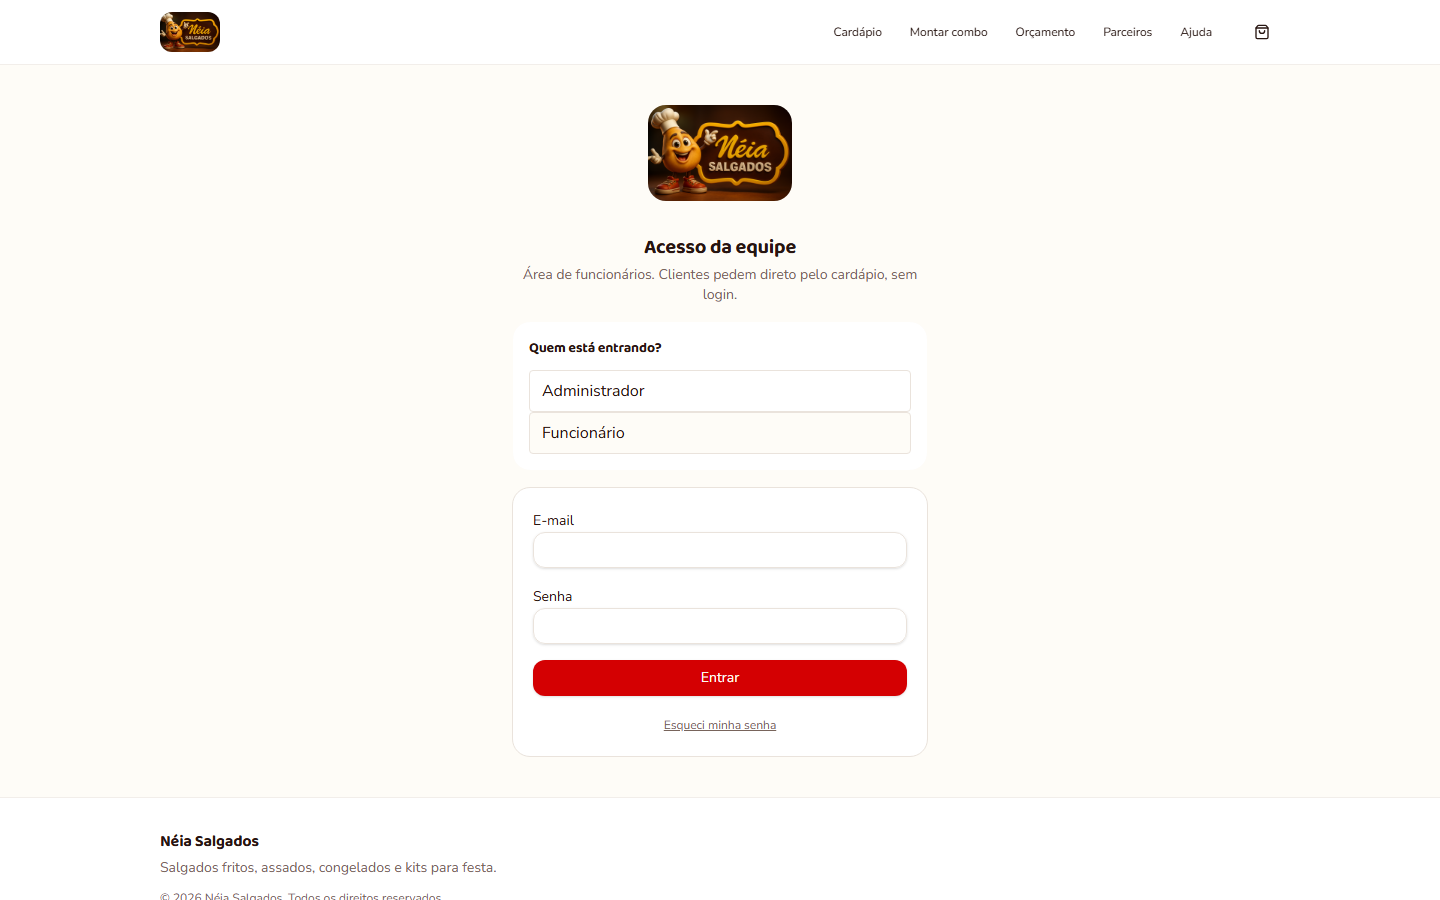 Néia
SALGADOS
Cardápio
Montar combo
Orçamento
Parceiros
Ajuda
Néia
SALGADOS
Acesso da equipe
Área de funcionários. Clientes pedem direto pelo cardápio, sem
login.
Quem está entrando?
Administrador
Funcionário
E-mail
Senha
Entrar
Esqueci minha senha
Néia Salgados
Salgados fritos, assados, congelados e kits para festa.
© 2026 Néia Salgados. Todos os direitos reservados.